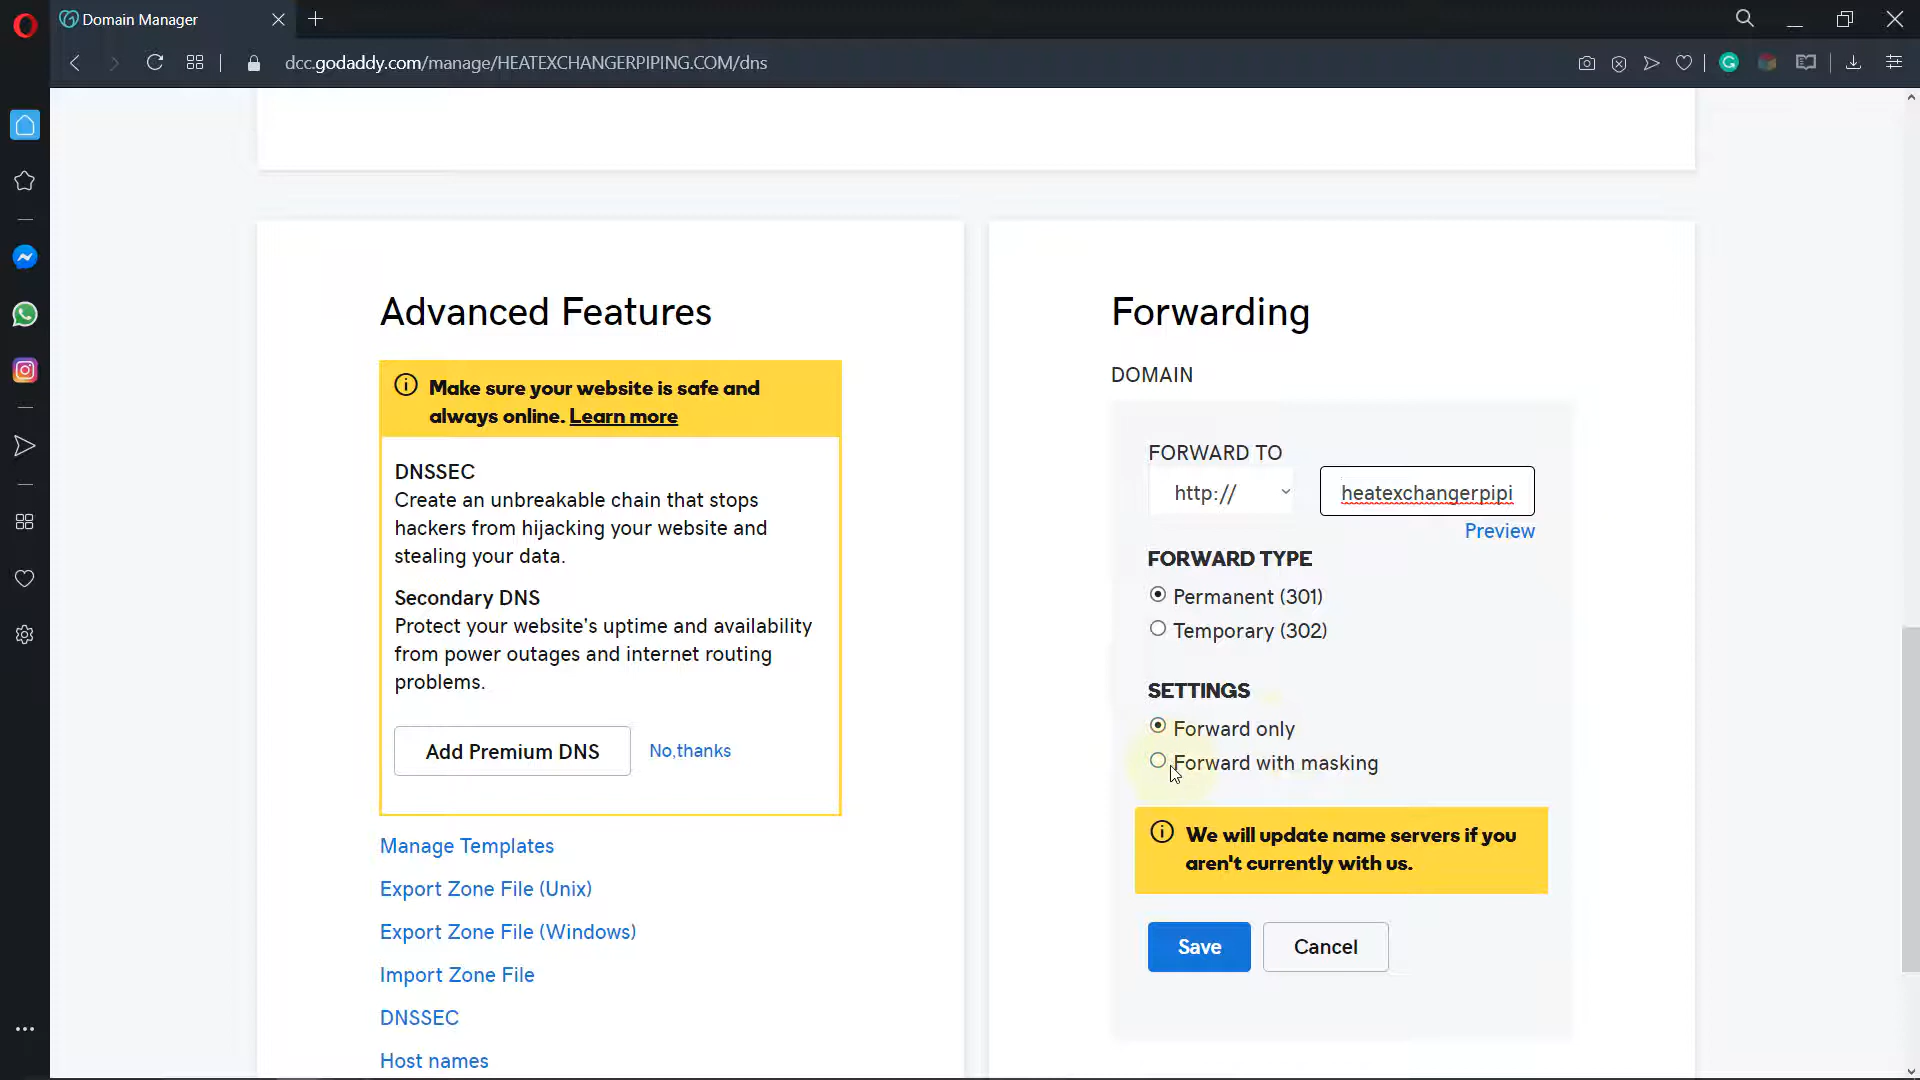 Domain Manager
dcc.godaddy.com/manage/HEATEXCHANGERPIPING.COM/dns
Advanced Features
Make sure your website is safe and
always online. Learn more
DNSSEC
Create an unbreakable chain that stops
hackers from hijacking your website and
stealing your data.
Secondary DNS
Protect your website's uptime and availability
from power outages and internet routing
problems.
Add Premium DNS
No,thanks
Manage Templates
Export Zone File (Unix)
Export Zone File (Windows)
Import Zone File
DNSSEC
Host names
Forwarding
DOMAIN
FORWARD TO
http://
heatexchangerpipi
Preview
FORWARD TYPE
Permanent (301)
Temporary (302)
SETTINGS
Forward only
Forward with masking
We will update name servers if you
aren't currently with us.
Save
Cancel